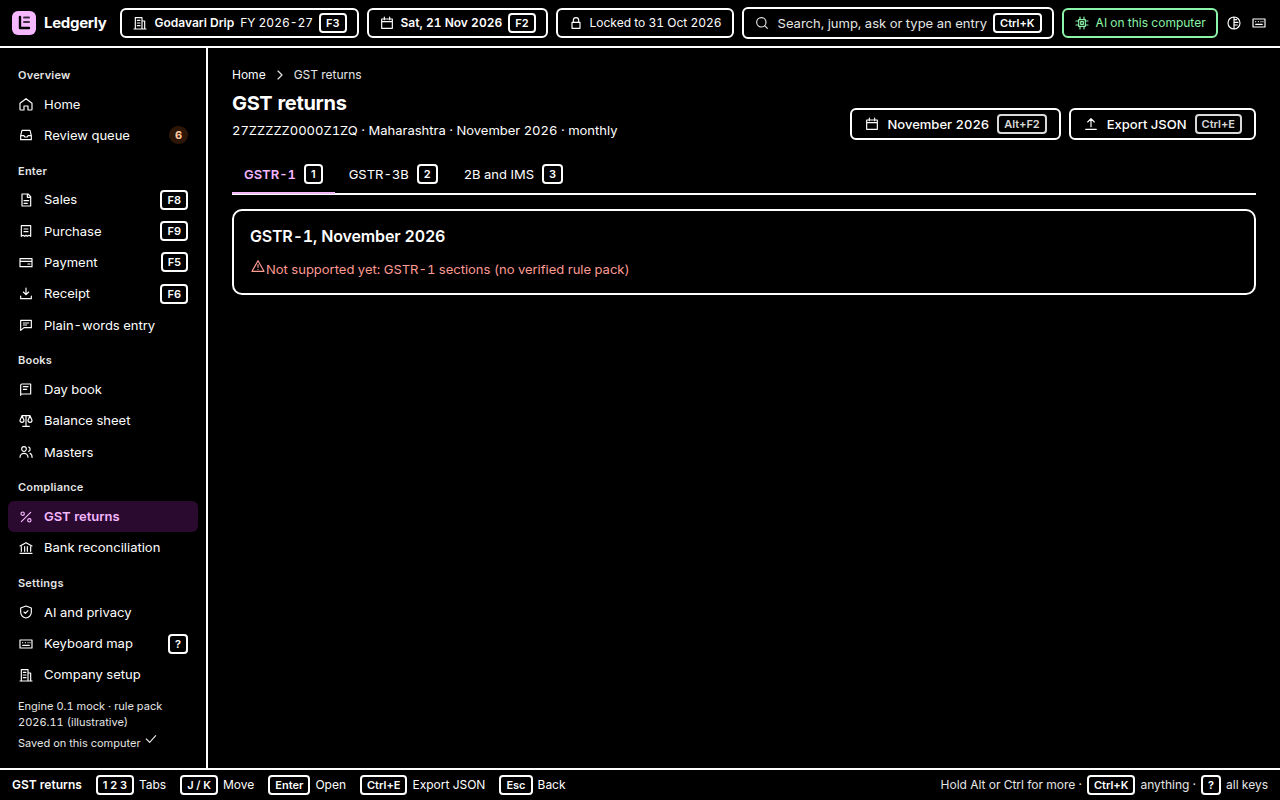 Ledgerly
Godavari Drip FY 2026-27 F3
Sat, 21 Nov 2026 F2
Locked to 31 Oct 2026
Search, jump, ask or type an entry Ctrl+K
AI on this computer
Overview
Home
Review queue 6
Enter
Sales F8
Purchase F9
Payment F5
Receipt F6
Plain-words entry
Books
Day book
Balance sheet
Masters
Compliance
GST returns
Bank reconciliation
Settings
AI and privacy
Keyboard map ?
Company setup
Engine 0.1 mock · rule pack
2026.11 (illustrative)
Saved on this computer
Home GST returns
GST returns
27ZZZZZ0000Z1ZQ · Maharashtra · November 2026 · monthly
November 2026 Alt+F2
Export JSON Ctrl+E
GSTR-1 1 GSTR-3B 2 2B and IMS 3
GSTR-1, November 2026
Not supported yet: GSTR-1 sections (no verified rule pack)
GST returns 1 2 3 Tabs J / K Move Enter Open Ctrl+E Export JSON Esc Back
Hold Alt or Ctrl for more · Ctrl+K anything · ? all keys